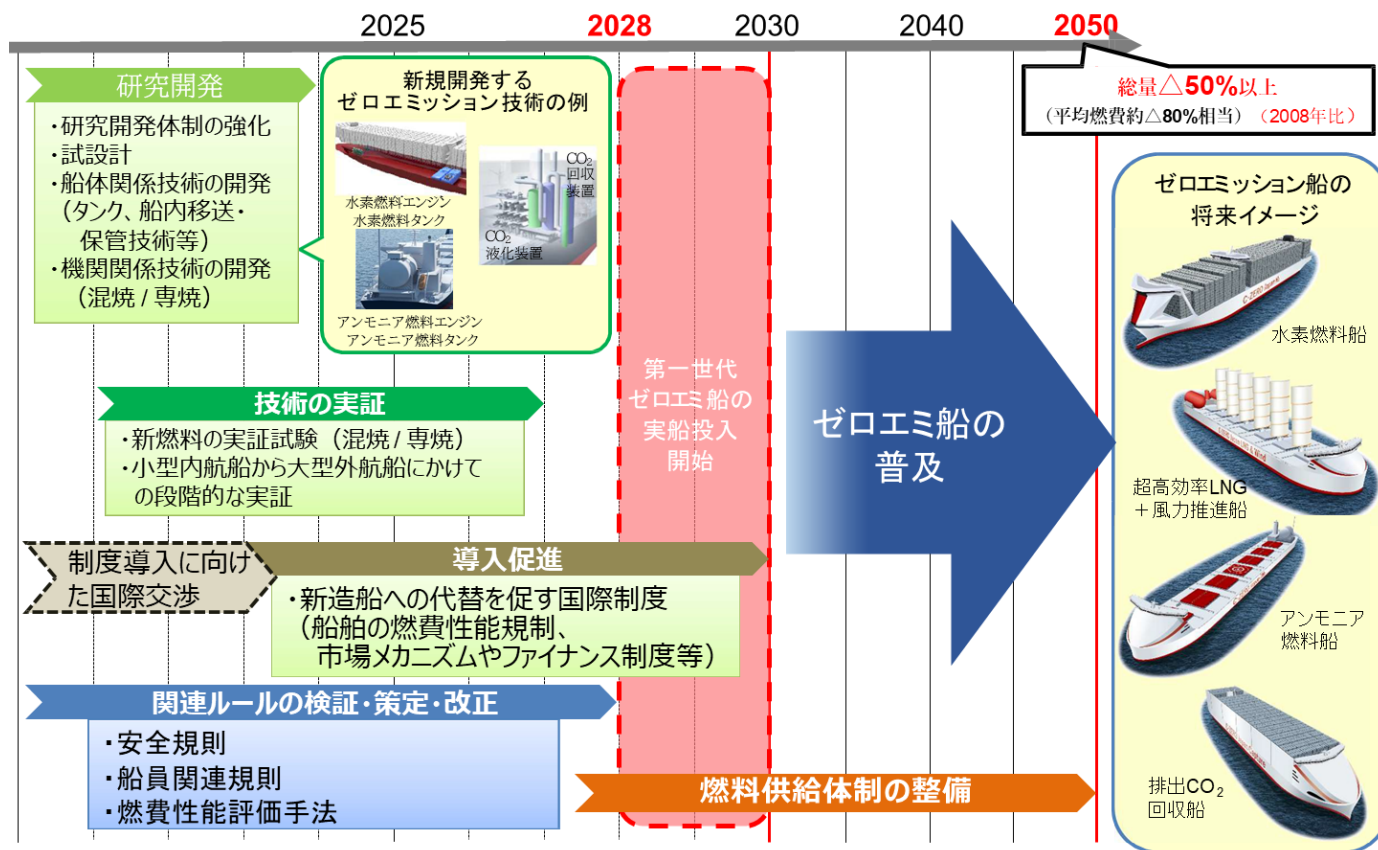 2025
2028
2030
2040
2050
研究開発
・研究開発体制の強化
・試設計
・船体関係技術の開発
（タンク、船内移送・
保管技術等）
・機関関係技術の開発
（混焼 / 専焼）
新規開発する
ゼロエミッション技術の例
水素燃料エンジン
水素燃料タンク
CO₂
回収
装置
CO₂
液化装置
アンモニア燃料エンジン
アンモニア燃料タンク
総量△50%以上
（平均燃費約△80%相当）（2008年比）
技術の実証
・新燃料の実証試験（混焼 / 専焼）
・小型内航船から大型外航船にかけて
の段階的な実証
制度導入に向け
た国際交渉
導入促進
・新造船への代替を促す国際制度
（船舶の燃費性能規制、
市場メカニズムやファイナンス制度等）
関連ルールの検証・策定・改正
・安全規則
・船員関連規則
・燃費性能評価手法
第一世代
ゼロエミ船の
実船投入
開始
ゼロエミ船の
普及
燃料供給体制の整備
ゼロエミッション船の
将来イメージ
水素燃料船
超高効率LNG
＋風力推進船
アンモニア
燃料船
排出CO₂
回収船